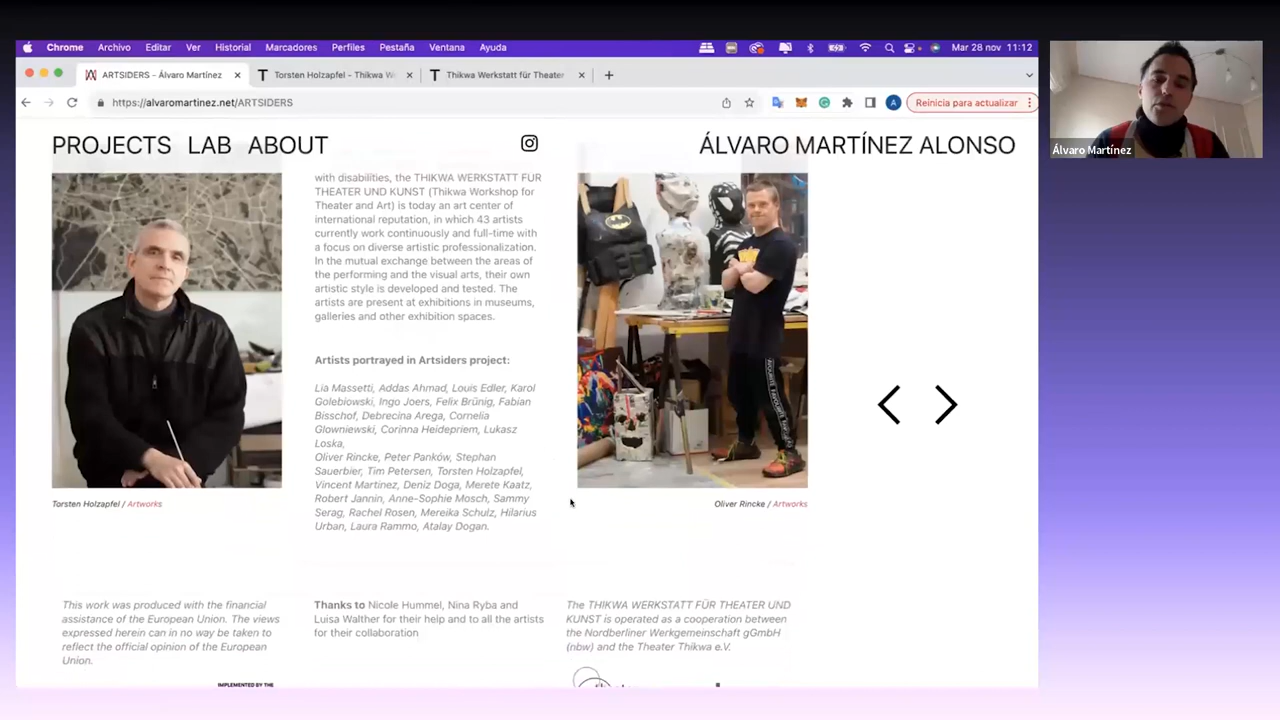 Chrome Archivo Editar Ver Historial Marcadores Perfiles Pestaña Ventana Ayuda Mar 28 nov 11:12
ARTSIDERS - Álvaro Martínez
Torsten Holzapfel - Thikwa We
Thikwa Werkstatt für Theater
https://alvaromartinez.net/ARTSIDERS
A
Reinicia para actualizar
PROJECTS LAB ABOUT
ÁLVARO MARTÍNEZ ALONSO
with disabilities, the THIKWA WERKSTATT FÜR
THEATER UND KUNST (Thikwa Workshop for
Theater and Art) is today an art center of
international reputation, in which 43 artists
currently work continuously and full-time with
a focus on diverse artistic professionalization.
In the mutual exchange between the areas of
the performing and the visual arts, their own
artistic style is developed and tested. The
artists are present at exhibitions in museums,
galleries and other exhibition spaces.
Artists portrayed in Artsiders project:
Lia Massetti, Addas Ahmad, Louis Edler, Karol
Golebiowski, Ingo Joers, Felix Brünig, Fabian
Bisschof, Debrecina Arega, Cornelia
Glowniewski, Corinna Heidepriem, Lukasz
Loska,
Oliver Rincke, Peter Panków, Stephan
Sauerbier, Tim Petersen, Torsten Holzapfel,
Vincent Martinez, Deniz Doga, Merete Kaatz,
Robert Jannin, Anne-Sophie Mosch, Sammy
Serag, Rachel Rosen, Mereika Schulz, Hilarius
Urban, Laura Rammo, Atalay Dogan.
Torsten Holzapfel / Artworks
Oliver Rincke / Artworks
This work was produced with the financial
assistance of the European Union. The views
expressed herein can in no way be taken to
reflect the official opinion of the European
Union.
Thanks to Nicole Hummel, Nina Ryba and
Luisa Walther for their help and to all the artists
for their collaboration
The THIKWA WERKSTATT FÜR THEATER UND
KUNST is operated as a cooperation between
the Nordberliner Werkgemeinschaft gGmbH
(nbw) and the Theater Thikwa e.V.
IMPLEMENTED BY THE
Álvaro Martínez